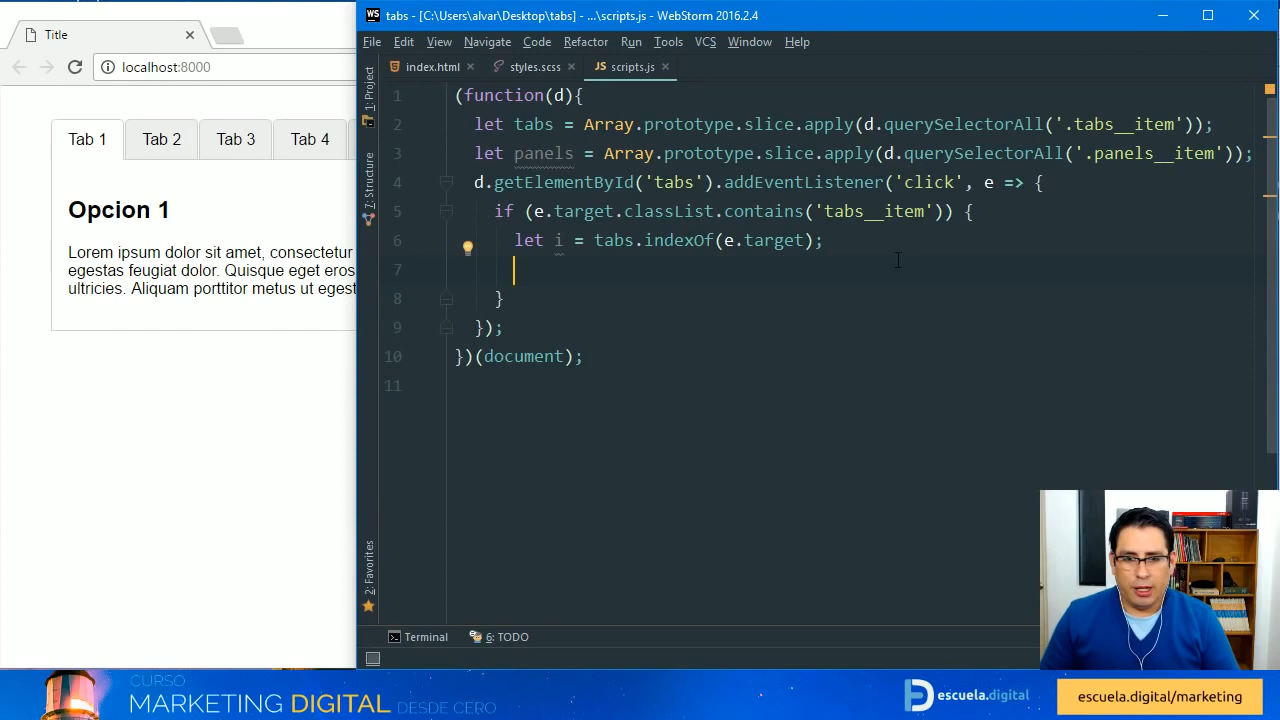 Title
localhost:8000
Tab 1
Tab 2
Tab 3
Tab 4
Opcion 1
Lorem ipsum dolor sit amet, consectetur
egestas feugiat dolor. Quisque eget eros
ultricies. Aliquam porttitor metus ut egest
WS tabs - [C:\Users\alvar\Desktop\tabs] - ...\scripts.js - WebStorm 2016.2.4
File Edit View Navigate Code Refactor Run Tools VCS Window Help
index.html styles.scss JS scripts.js
1: Project
7: Structure
2: Favorites
1 (function(d){
2 let tabs = Array.prototype.slice.apply(d.querySelectorAll('.tabs__item'));
3 let panels = Array.prototype.slice.apply(d.querySelectorAll('.panels__item'));
4 d.getElementById('tabs').addEventListener('click', e => {
5 if (e.target.classList.contains('tabs__item')) {
6 let i = tabs.indexOf(e.target);
7
8 }
9 });
10 })(document);
11
Terminal 6: TODO
CURSO
MARKETING DIGITAL DESDE CERO
escuela.digital
escuela.digital/marketing